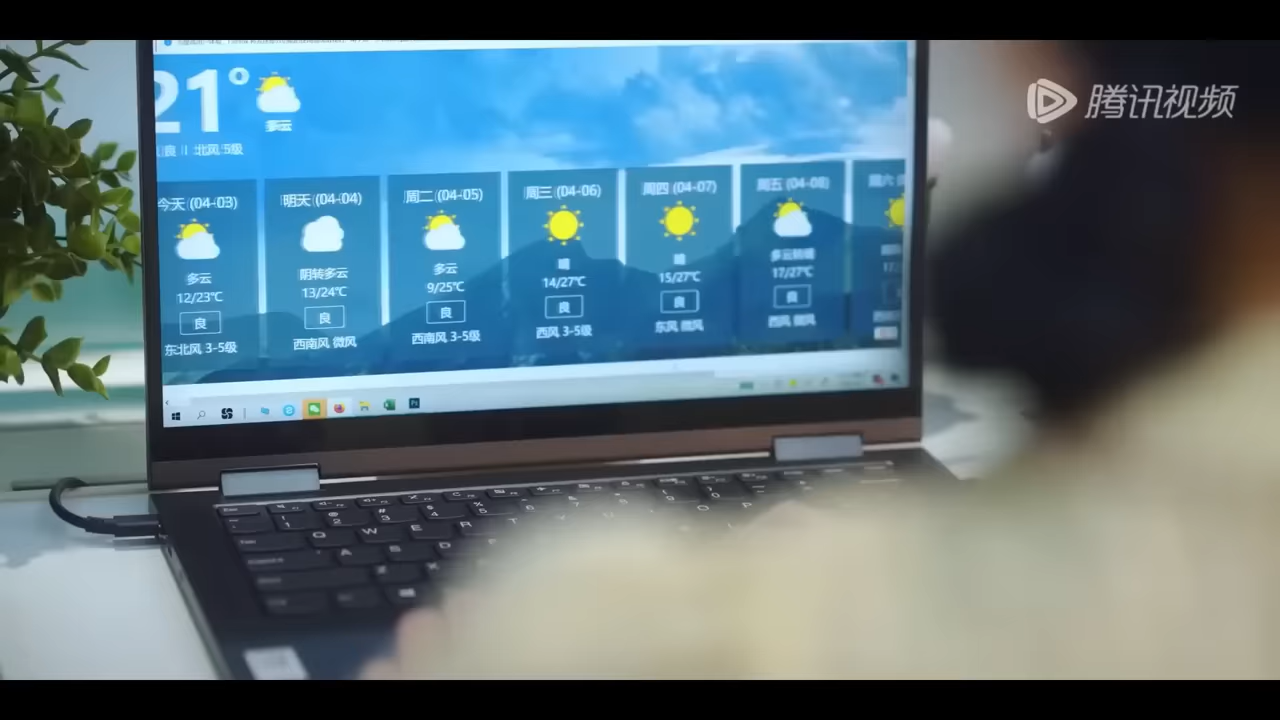 腾讯视频
21°
多云
良 | 北风 5级
今天 (04-03)
多云
12/23℃
良
东北风 3-5级
明天 (04-04)
阴转多云
13/24℃
良
西南风 微风
周二 (04-05)
多云
9/25℃
良
西南风 3-5级
周三 (04-06)
晴
14/27℃
良
西风 3-5级
周四 (04-07)
晴
15/27℃
良
东风 微风
周五 (04-08)
多云转晴
17/27℃
良
西风 微风
周六